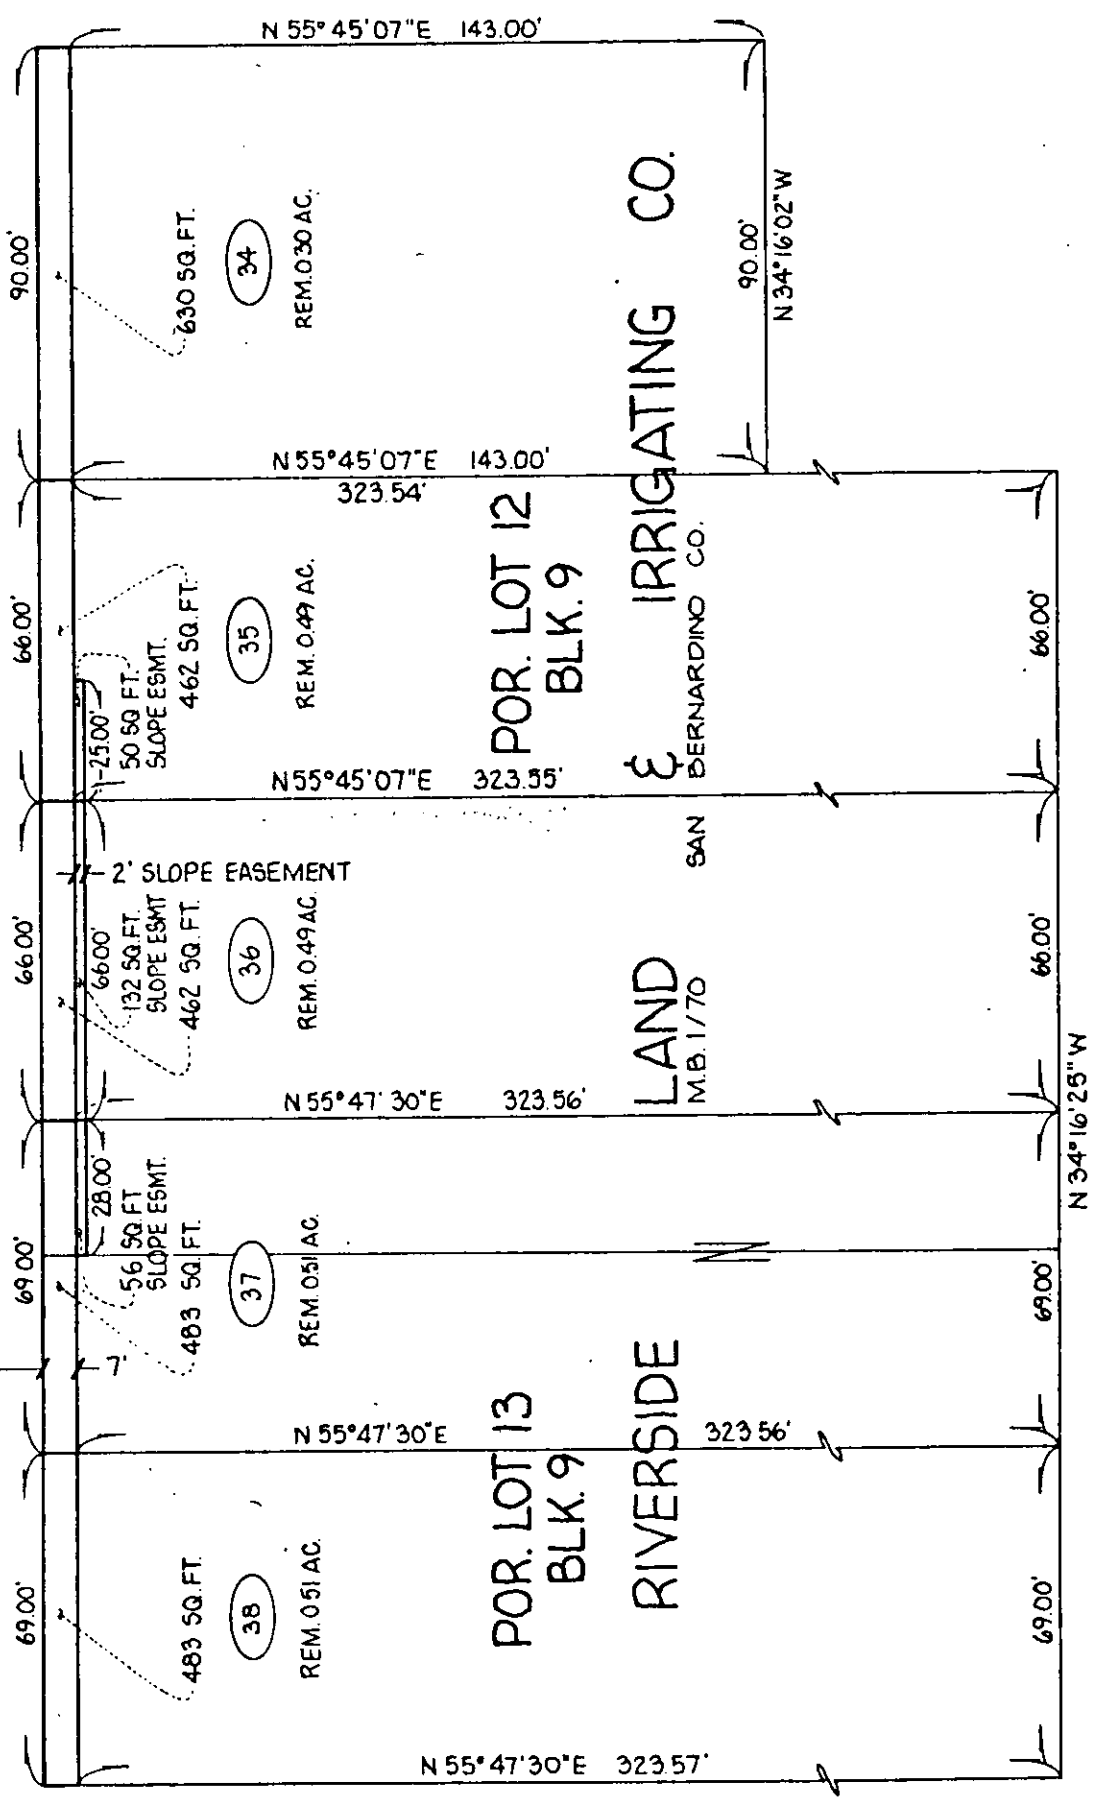 N 55° 45' 07" E 143.00'
90.00'
630 SQ. FT.
34
REM. 0.30 AC.
90.00'
N 34° 16' 02" W
N 55° 45' 07" E 143.00'
323.54'
66.00'
25.00'
50 SQ FT.
SLOPE ESMT.
462 SQ. FT.
35
REM. 0.49 AC.
POR. LOT 12
BLK. 9
66.00'
N 55° 45' 07" E 323.55'
2' SLOPE EASEMENT
66.00'
66.00'
132 SQ. FT.
SLOPE ESMT
462 SQ. FT.
36
REM. 0.49 AC.
66.00'
N 55° 47' 30" E 323.56'
69.00'
28.00'
56 SQ. FT
SLOPE ESMT.
483 SQ. FT.
37
REM. 0.51 AC.
69.00'
7'
N 34° 16' 25" W
N 55° 47' 30" E 323.56'
69.00'
483 SQ. FT.
38
REM. 0.51 AC.
POR. LOT 13
BLK. 9
69.00'
RIVERSIDE LAND & IRRIGATING CO.
M.B. 1/70 SAN BERNARDINO CO.
N 55° 47' 30" E 323.57'